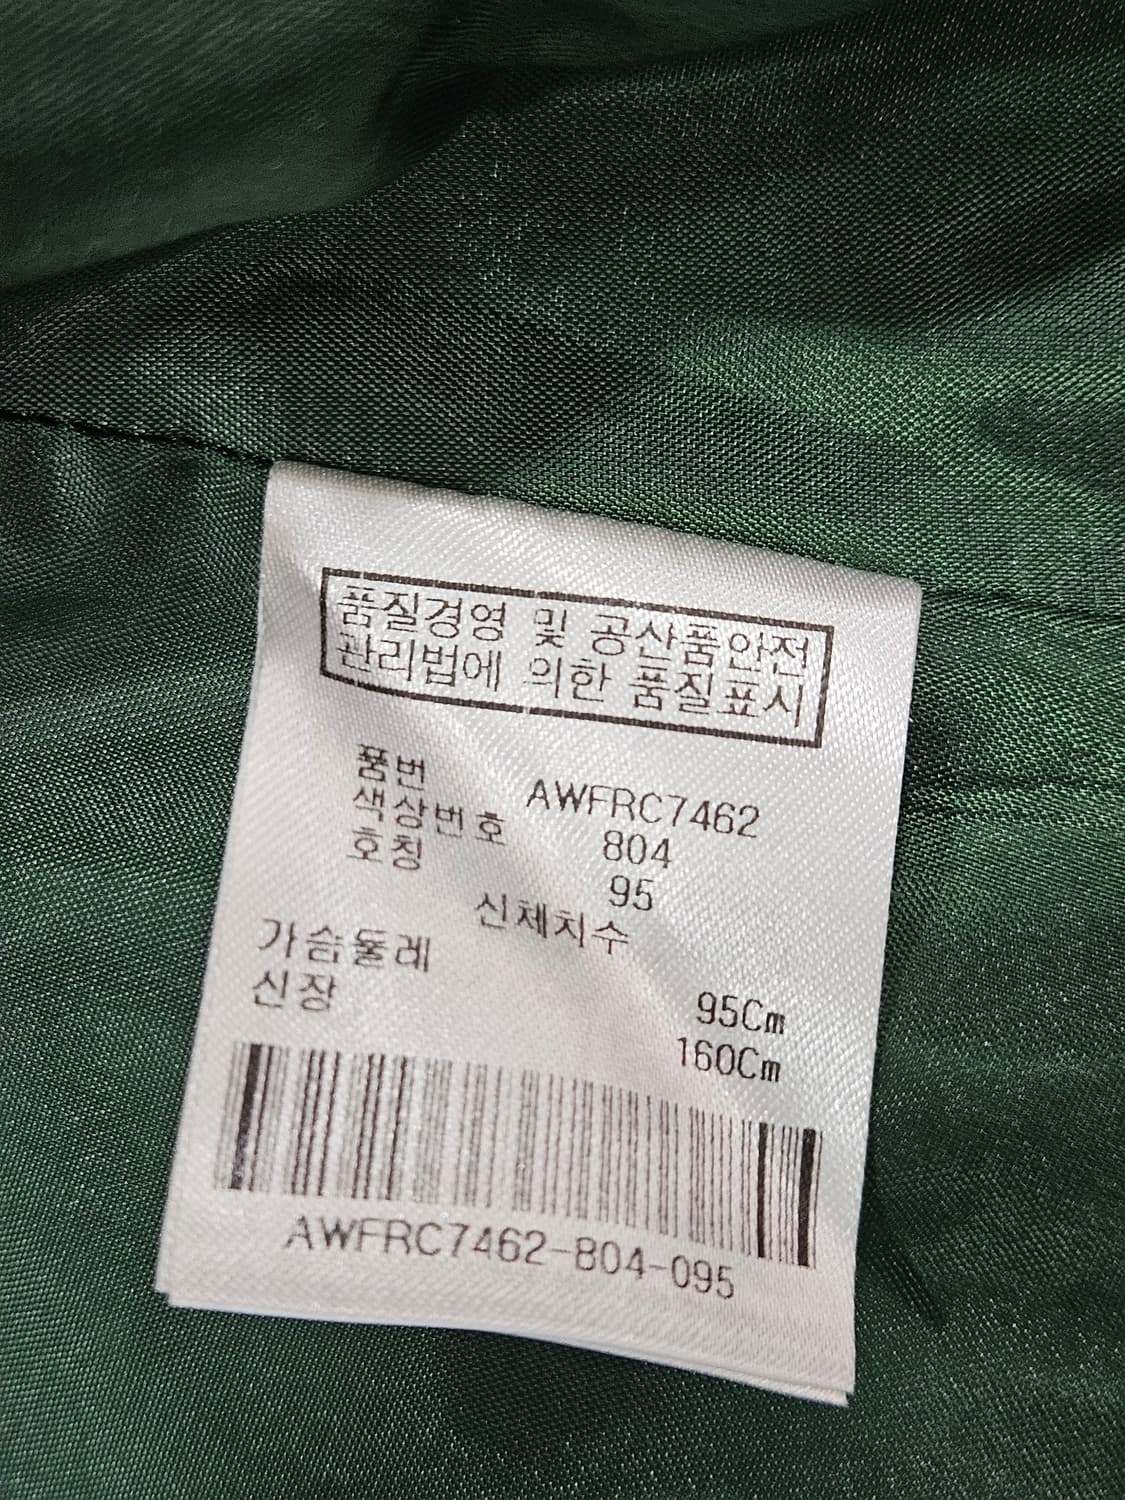 품질경영 및 공산품안전
관리법에 의한 품질표시
품번 AWFRC7462
색상번호 804
호칭 95
신체치수
가슴둘레 95Cm
신장 160Cm
AWFRC7462-804-095